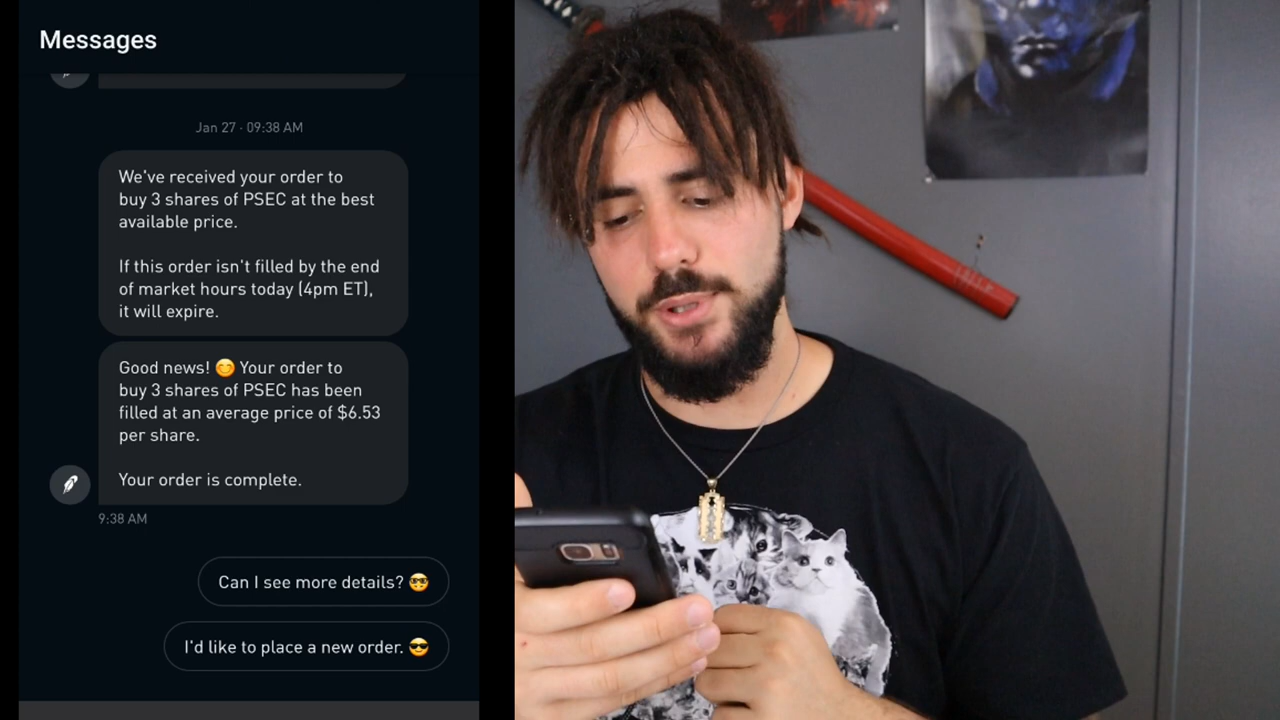 Messages
Jan 27 · 09:38 AM
We've received your order to
buy 3 shares of PSEC at the best
available price.
If this order isn't filled by the end
of market hours today (4pm ET),
it will expire.
Good news! 😊 Your order to
buy 3 shares of PSEC has been
filled at an average price of $6.53
per share.
Your order is complete.
9:38 AM
Can I see more details? 🤓
I'd like to place a new order. 😎